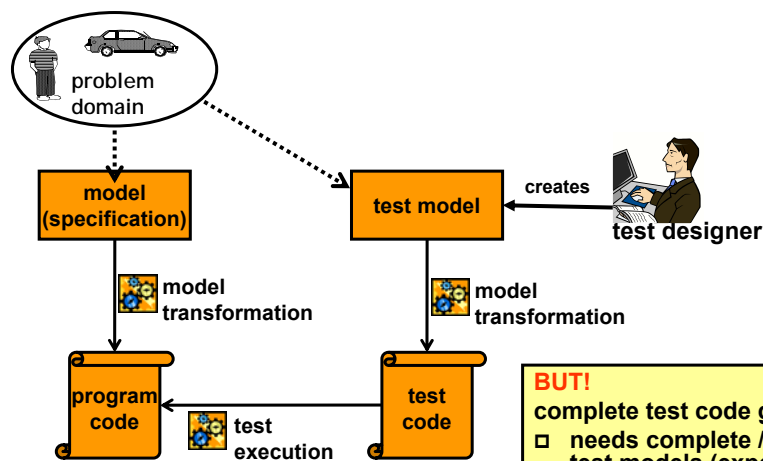 problem
domain
model
(specification)
test model
creates
test designer
model
transformation
model
transformation
program
code
test
code
test
execution
BUT!
complete test code
needs complete /
test models